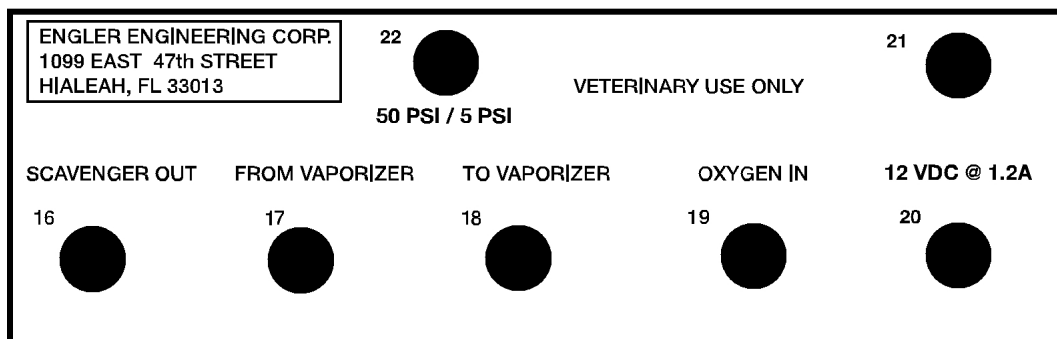 ENGLER ENGINEERING CORP.
1099 EAST 47th STREET
HIALEAH, FL 33013
22
50 PSI / 5 PSI
VETERINARY USE ONLY
21
SCAVENGER OUT
FROM VAPORIZER
TO VAPORIZER
OXYGEN IN
12 VDC @ 1.2A
16
17
18
19
20